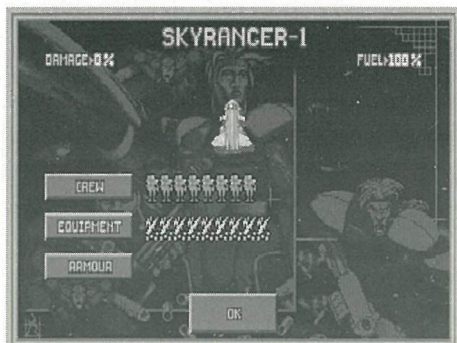 SKYRANGER-1
DAMAGE>0% FUEL>100%
CREW
EQUIPMENT
ARMOUR
OK